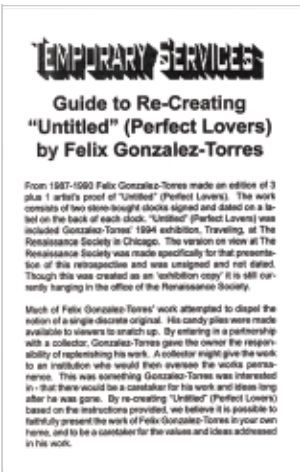 TEMPORARY SERVICES
Guide to Re-Creating
“Untitled” (Perfect Lovers)
by Felix Gonzalez-Torres
From 1987-1990 Felix Gonzalez-Torres made an edition of 3
plus 1 artist's proof of "Untitled" (Perfect Lovers). The work
consists of two store-bought clocks signed and dated on a la-
bel on the back of each clock. "Untitled" (Perfect Lovers) was
included Gonzalez-Torres' 1994 exhibition, Traveling, at The
Renaissance Society in Chicago. The version on view at The
Renaissance Society was made specifically for that presenta-
tion of this retrospective and was unsigned and not dated.
Though this was created as an 'exhibition copy' it is still cur-
rently hanging in the office of the Renaissance Society.
Much of Felix Gonzalez-Torres' work attempted to dispel the
notion of a single discrete original. His candy piles were made
available to viewers to snatch up. By entering in a partnership
with a collector, Gonzalez-Torres gave the owner the respon-
sibility of replenishing his work. A collector might give the work
to an institution who would then oversee the works perma-
nence. This was something Gonzalez-Torres was interested
in - that there would be a caretaker for his work and ideas long
after he was gone. By re-creating "Untitled" (Perfect Lovers)
based on the instructions provided, we believe it is possible to
faithfully present the work of Felix Gonzalez-Torres in your own
home, and to be a caretaker for the values and ideas addressed
in his work.